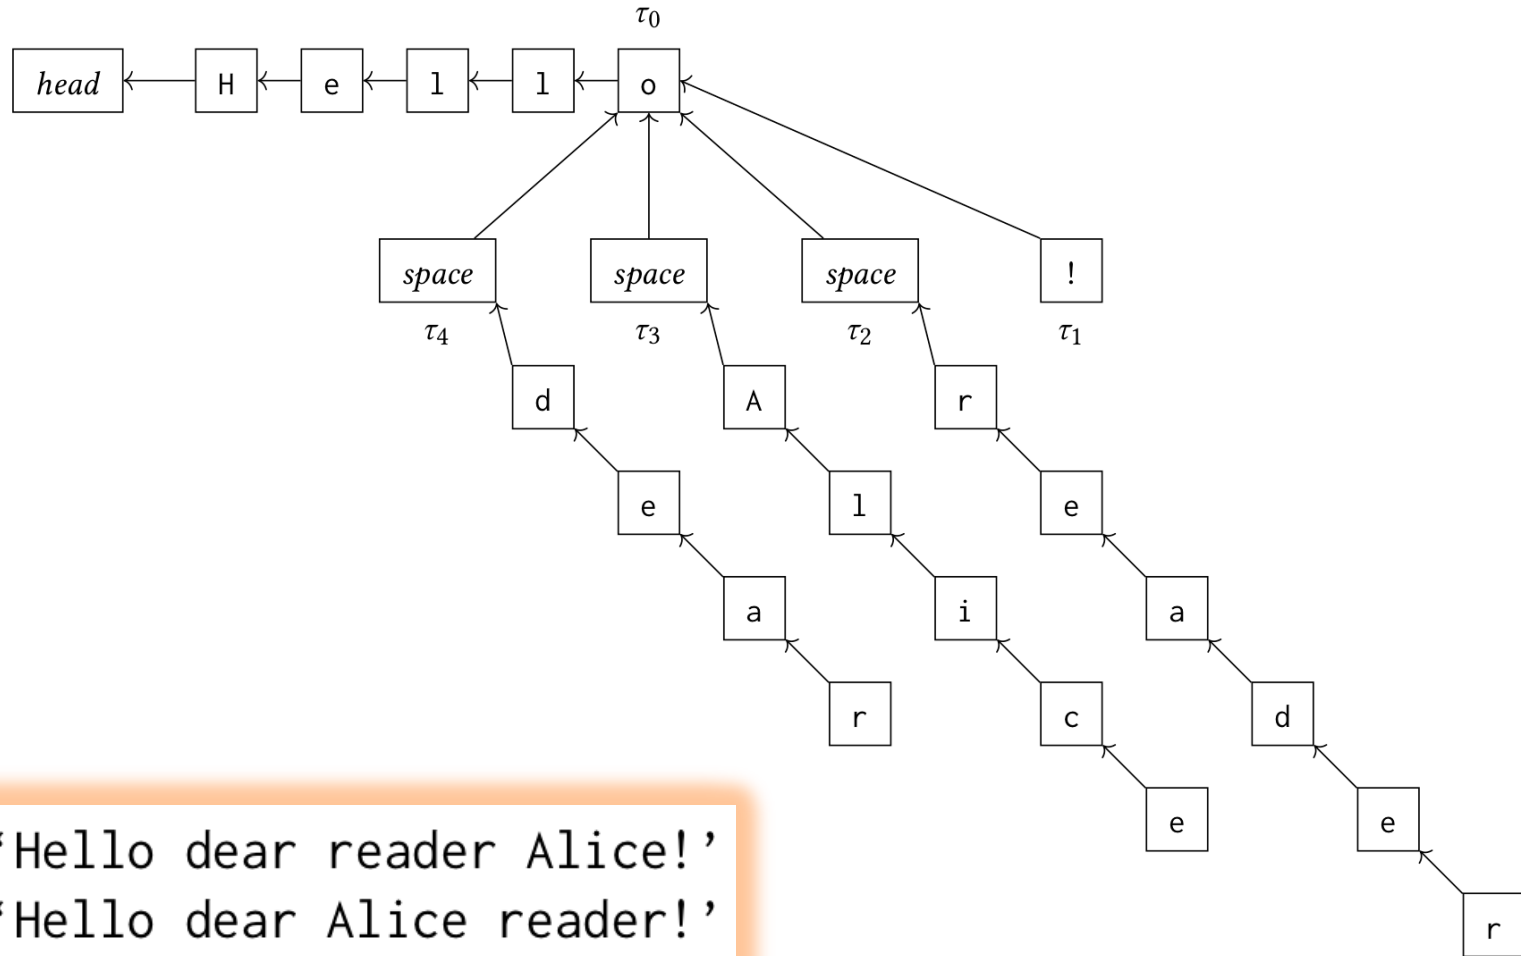 τ0
head H e l l o
space space space !
τ4 τ3 τ2 τ1
d A r
e l e
a i a
r c d
e e
r
‘Hello dear reader Alice!’
‘Hello dear Alice reader!’